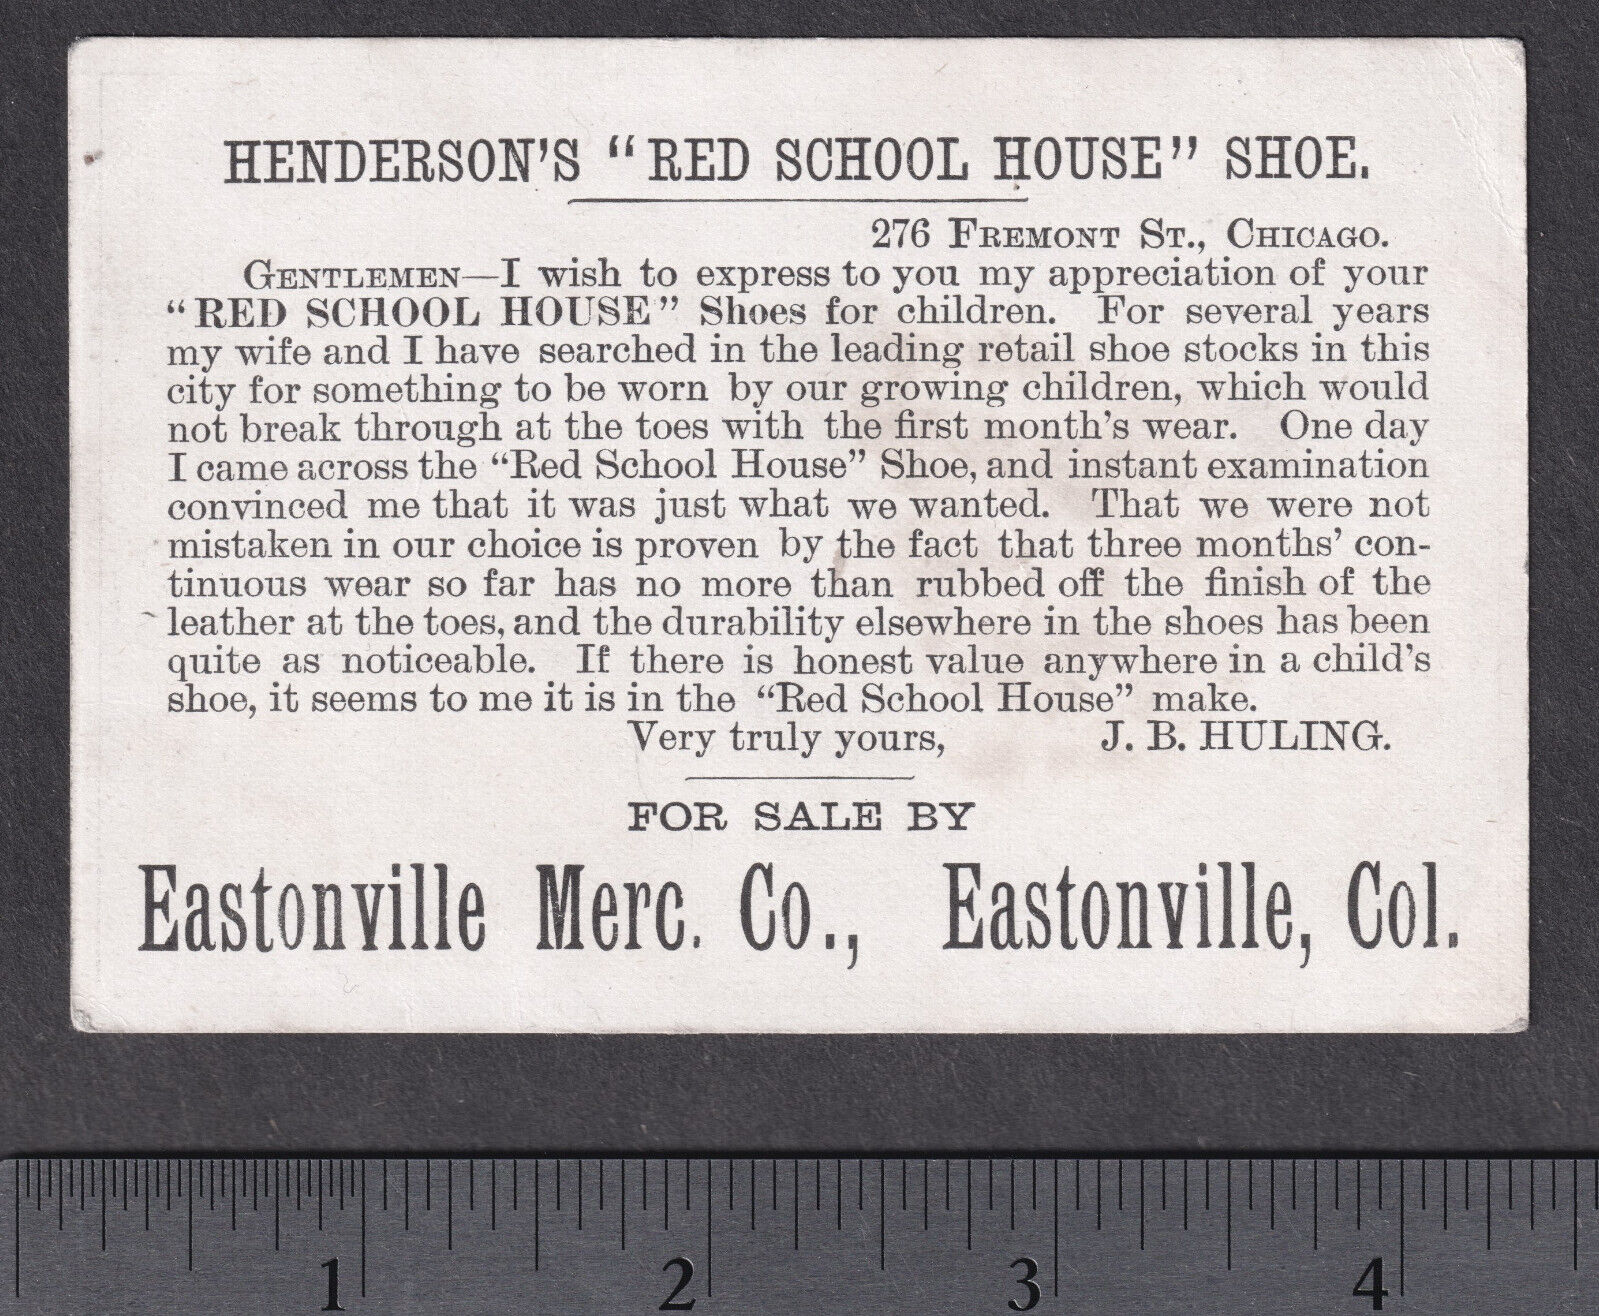 HENDERSON'S "RED SCHOOL HOUSE" SHOE.
276 FREMONT ST., CHICAGO.
GENTLEMEN—I wish to express to you my appreciation of your
"RED SCHOOL HOUSE" Shoes for children. For several years
my wife and I have searched in the leading retail shoe stocks in this
city for something to be worn by our growing children, which would
not break through at the toes with the first month's wear. One day
I came across the "Red School House" Shoe, and instant examination
convinced me that it was just what we wanted. That we were not
mistaken in our choice is proven by the fact that three months' con-
tinuous wear so far has no more than rubbed off the finish of the
leather at the toes, and the durability elsewhere in the shoes has been
quite as noticeable. If there is honest value anywhere in a child's
shoe, it seems to me it is in the "Red School House" make.
Very truly yours, J. B. HULING.
FOR SALE BY
Eastonville Merc. Co., Eastonville, Col.
1 2 3 4